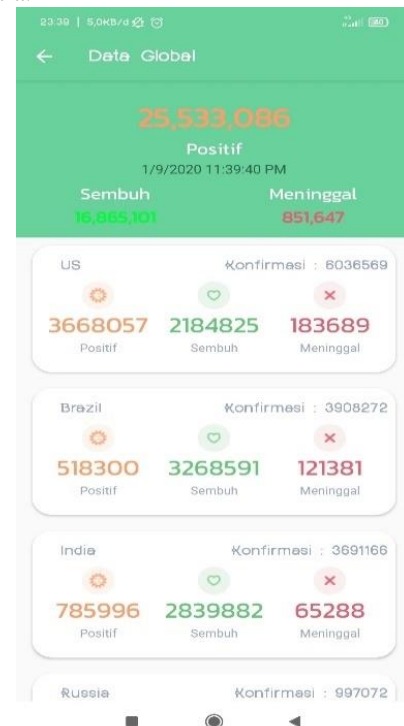 23:39 | 5,0KB/d
Data Global
25,533,086
Positif
1/9/2020 11:39:40 PM
Sembuh Meninggal
16,865,101 851,647
US Konfirmasi : 6036569
3668057 2184825 183689
Positif Sembuh Meninggal
Brazil Konfirmasi : 3908272
518300 3268591 121381
Positif Sembuh Meninggal
India Konfirmasi : 3691166
785996 2839882 65288
Positif Sembuh Meninggal
Russia Konfirmasi : 997072